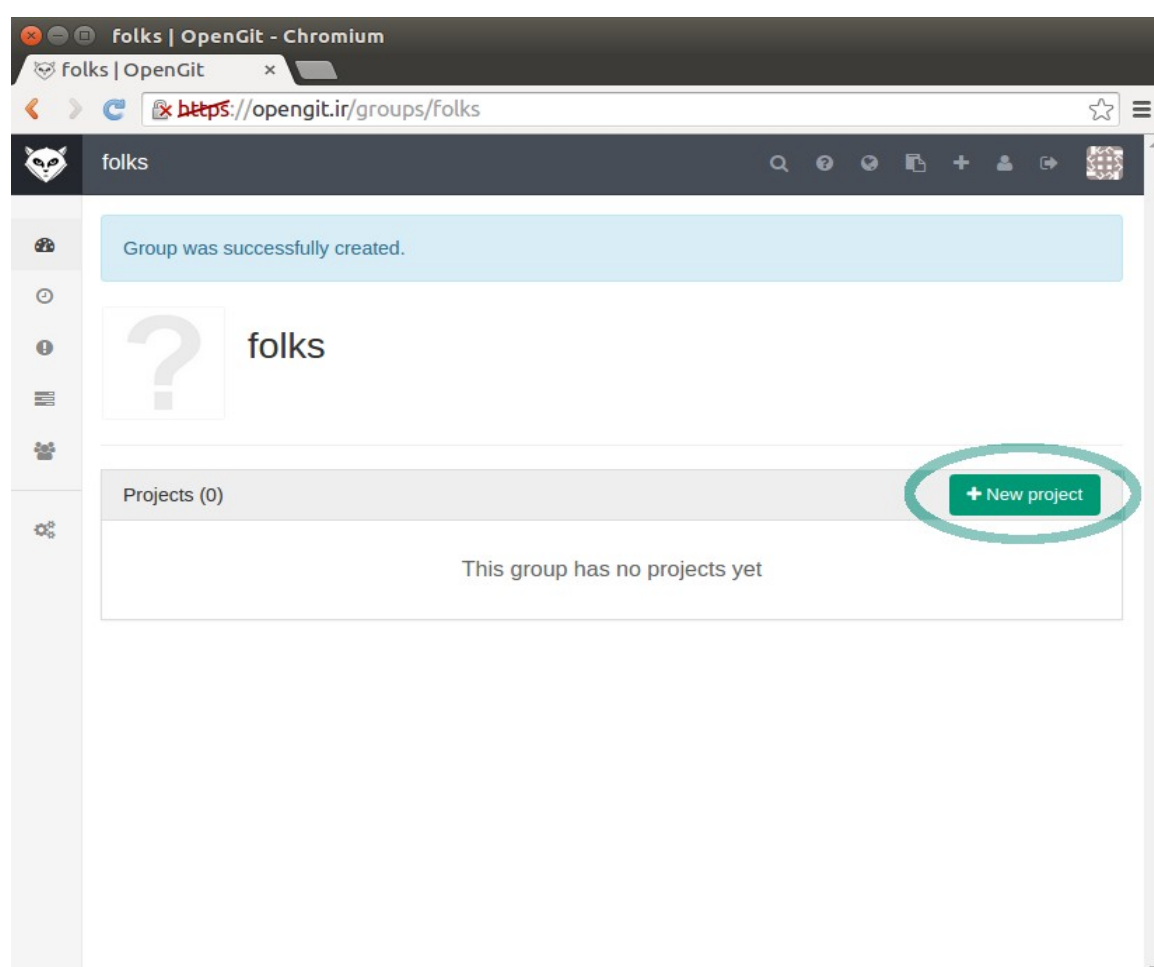 folks | OpenGit - Chromium
folks | OpenGit
https://opengit.ir/groups/folks
folks
Group was successfully created.
folks
Projects (0)
New project
This group has no projects yet